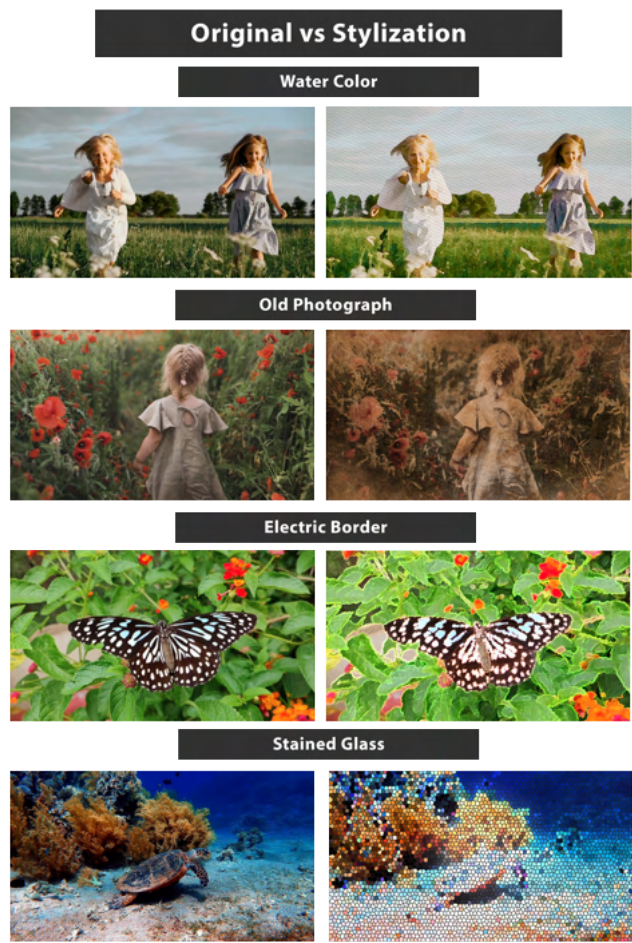 Original vs Stylization
Water Color
Old Photograph
Electric Border
Stained Glass